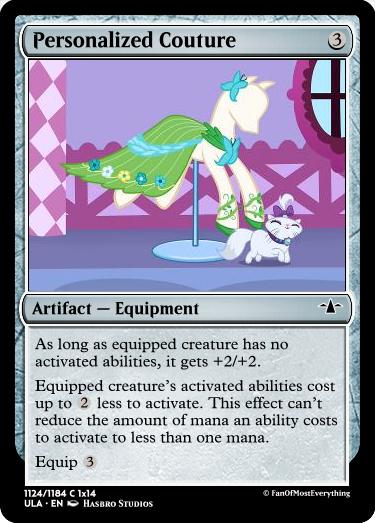 Personalized Couture 3
Artifact — Equipment
As long as equipped creature has no
activated abilities, it gets +2/+2.
Equipped creature's activated abilities cost
up to 2 less to activate. This effect can't
reduce the amount of mana an ability costs
to activate to less than one mana.
Equip 3
1124/1184 C 1x14
ULA • EN Hasbro Studios
© FanOfMostEverything